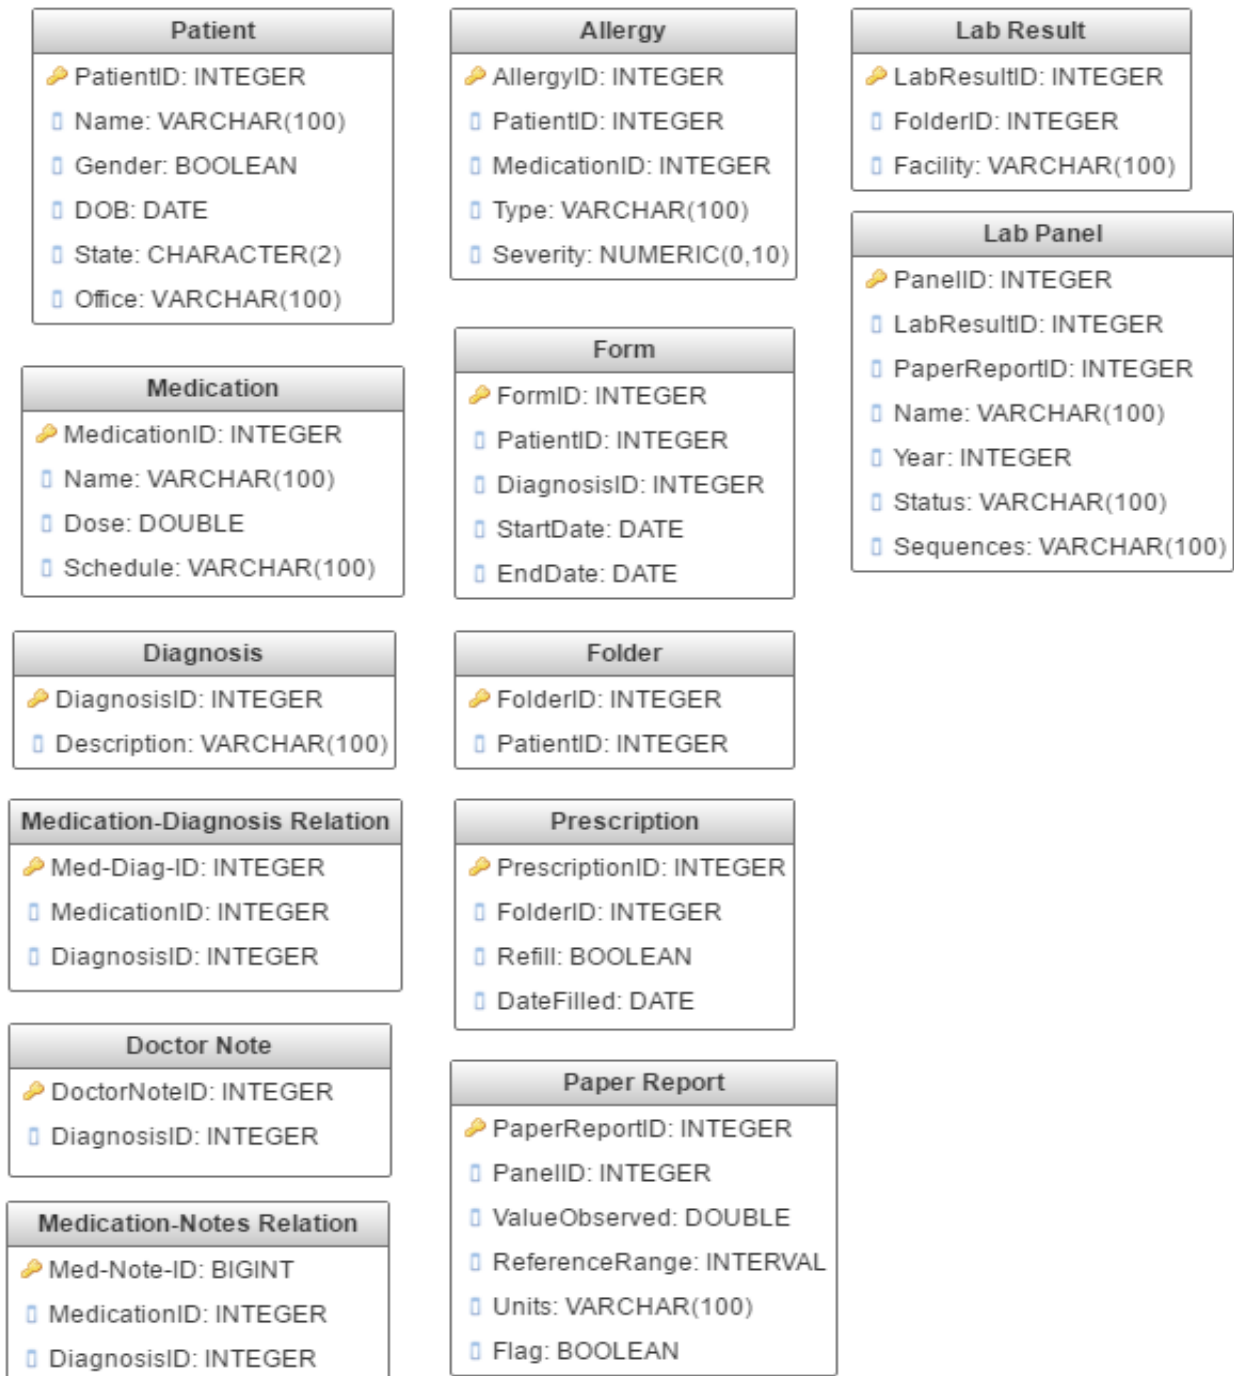 Patient
PatientID: INTEGER
Name: VARCHAR(100)
Gender: BOOLEAN
DOB: DATE
State: CHARACTER(2)
Office: VARCHAR(100)
Medication
MedicationID: INTEGER
Name: VARCHAR(100)
Dose: DOUBLE
Schedule: VARCHAR(100)
Diagnosis
DiagnosisID: INTEGER
Description: VARCHAR(100)
Medication-Diagnosis Relation
Med-Diag-ID: INTEGER
MedicationID: INTEGER
DiagnosisID: INTEGER
Doctor Note
DoctorNoteID: INTEGER
DiagnosisID: INTEGER
Medication-Notes Relation
Med-Note-ID: BIGINT
MedicationID: INTEGER
DiagnosisID: INTEGER
Allergy
AllergyID: INTEGER
PatientID: INTEGER
MedicationID: INTEGER
Type: VARCHAR(100)
Severity: NUMERIC(0,10)
Form
FormID: INTEGER
PatientID: INTEGER
DiagnosisID: INTEGER
StartDate: DATE
EndDate: DATE
Folder
FolderID: INTEGER
PatientID: INTEGER
Prescription
PrescriptionID: INTEGER
FolderID: INTEGER
Refill: BOOLEAN
DateFilled: DATE
Paper Report
PaperReportID: INTEGER
PanelID: INTEGER
ValueObserved: DOUBLE
ReferenceRange: INTERVAL
Units: VARCHAR(100)
Flag: BOOLEAN
Lab Result
LabResultID: INTEGER
FolderID: INTEGER
Facility: VARCHAR(100)
Lab Panel
PanelID: INTEGER
LabResultID: INTEGER
PaperReportID: INTEGER
Name: VARCHAR(100)
Year: INTEGER
Status: VARCHAR(100)
Sequences: VARCHAR(100)